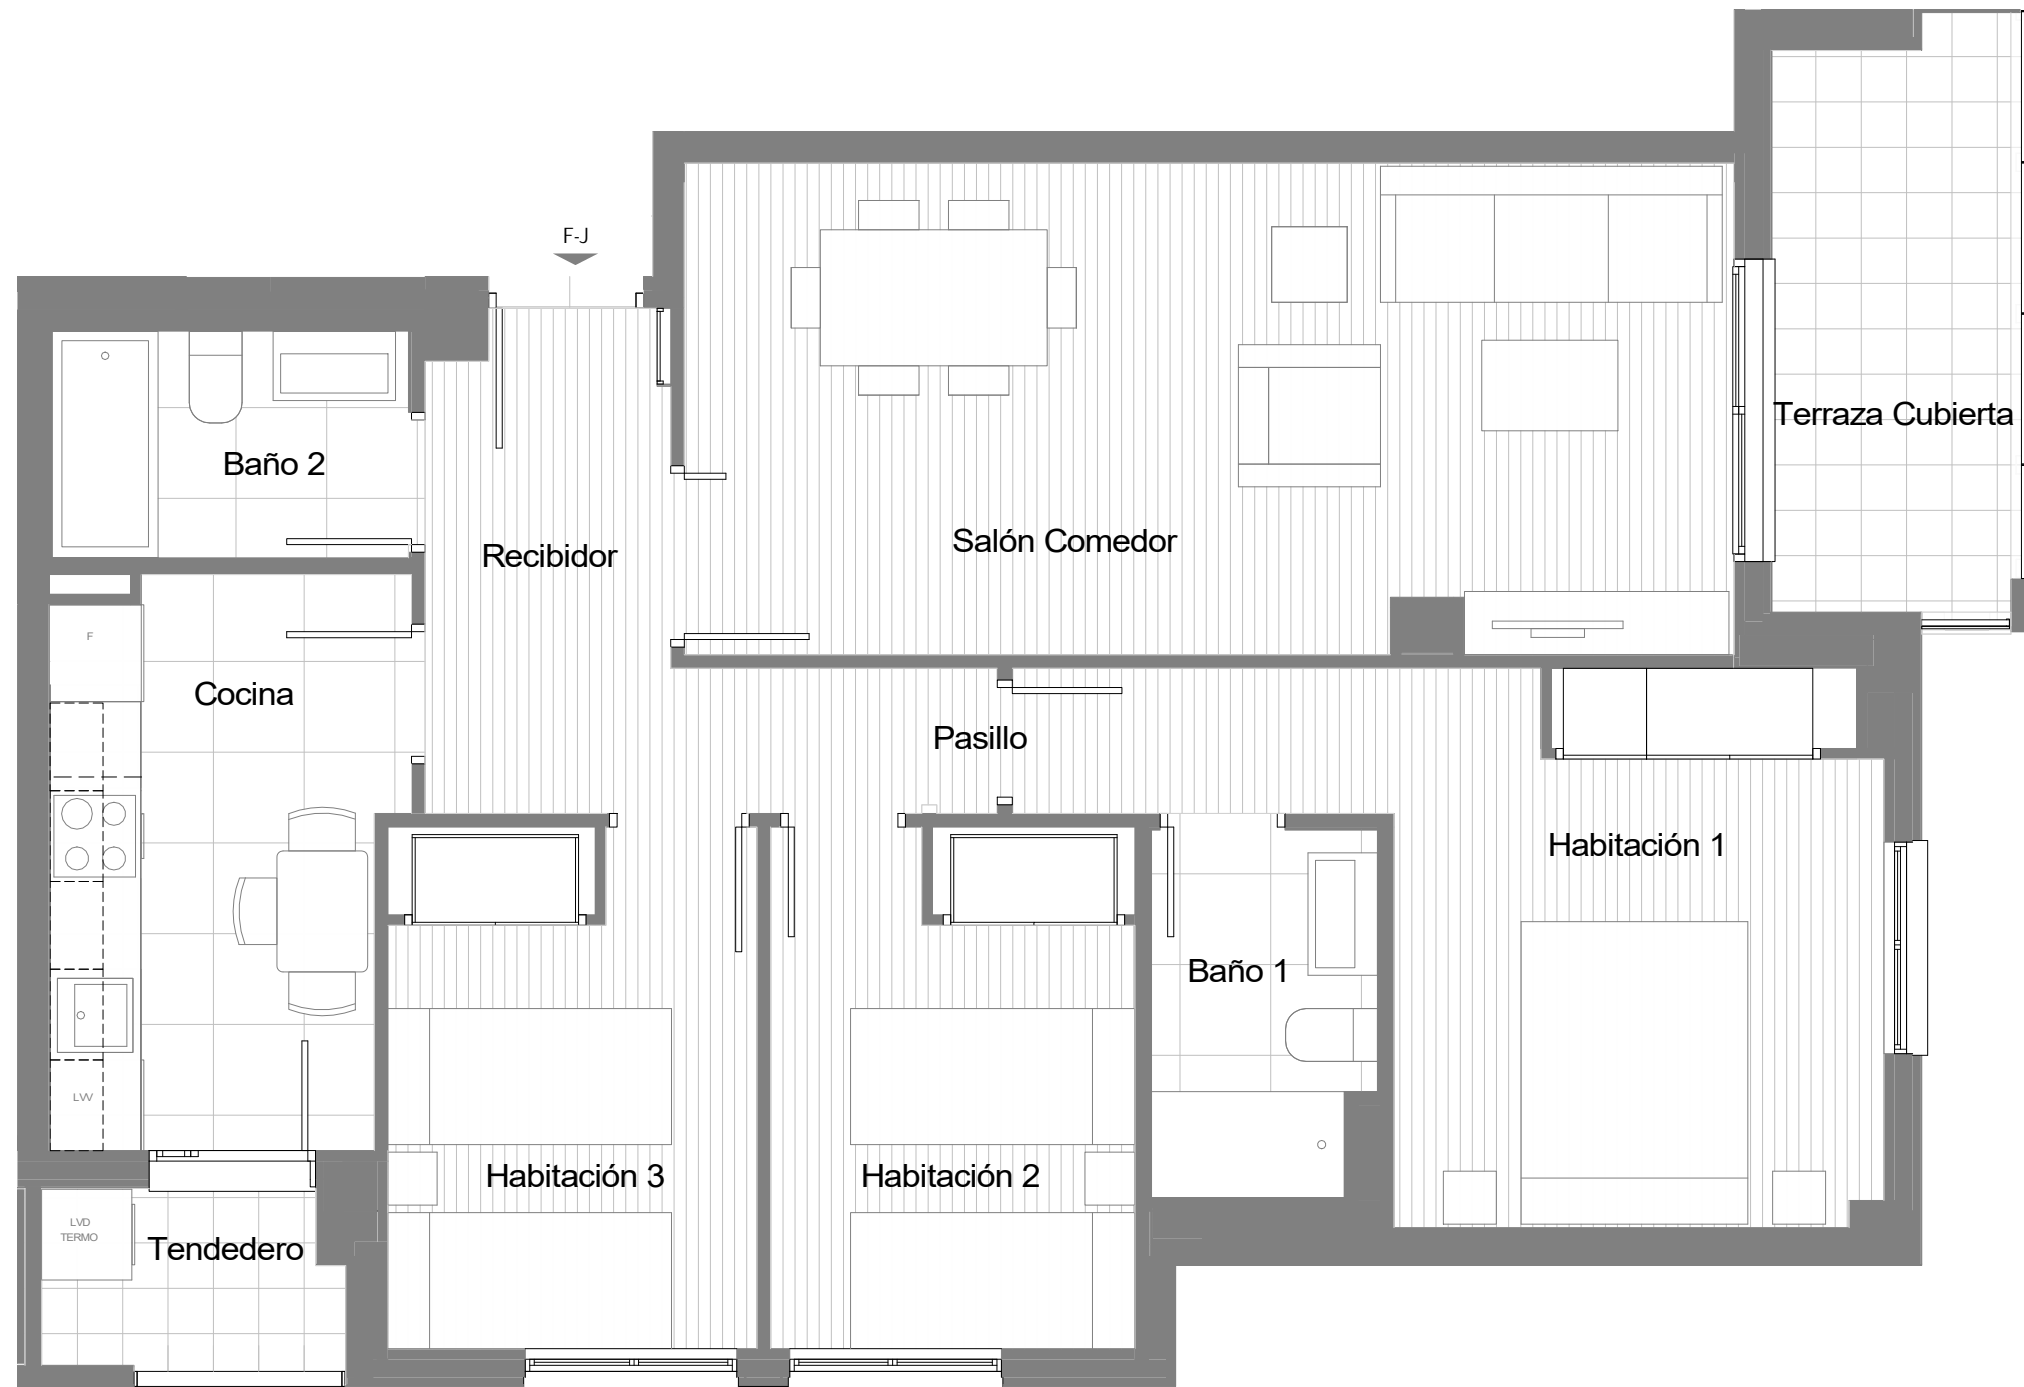 F-J
Terraza Cubierta
Baño 2
Recibidor
Salón Comedor
F
Cocina
Pasillo
Habitación 1
Baño 1
LVV
Habitación 3
Habitación 2
LVD
TERMO
Tendedero